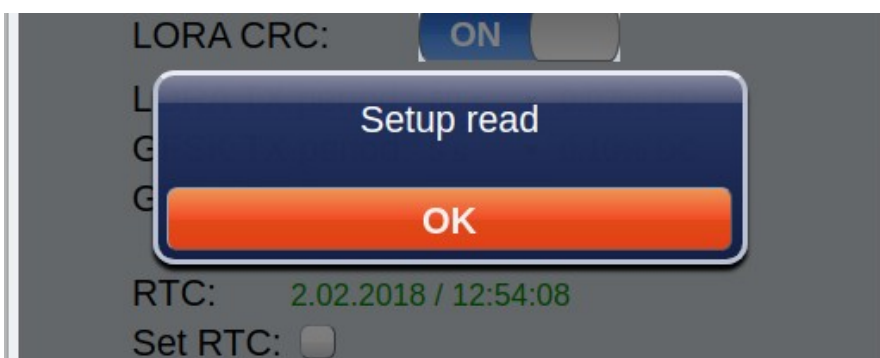 LORA CRC: ON
L
Setup read
G
G
OK
RTC: 2.02.2018 / 12:54:08
Set RTC: